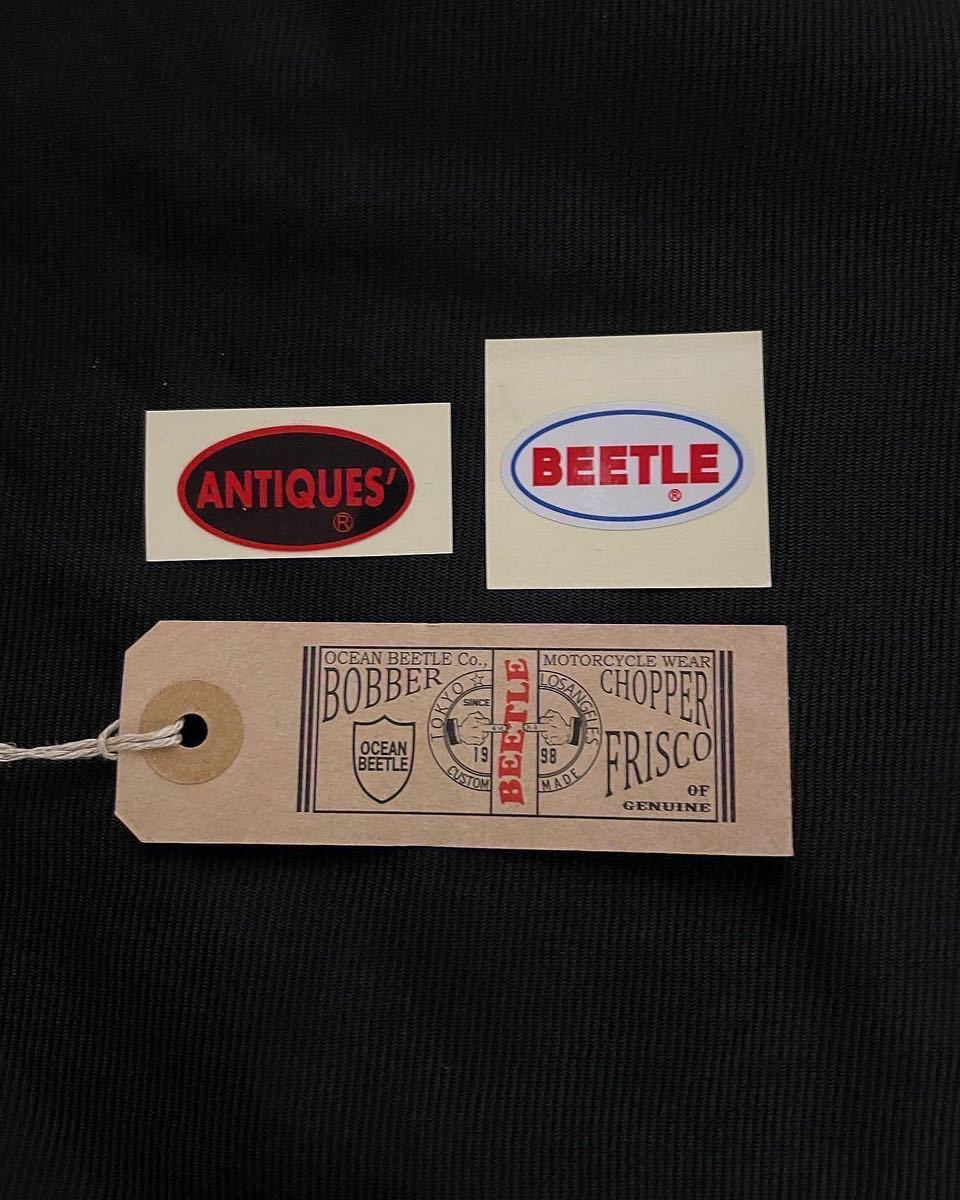 ANTIQUES'
®
BEETLE
®
OCEAN BEETLE Co.,
BOBBER
OCEAN
BEETLE
TOKYO ☆ LOSANGELES
SINCE
19 98
CUSTOM MADE
BEETLE
MOTORCYCLE WEAR
CHOPPER
FRISCO
OF
GENUINE